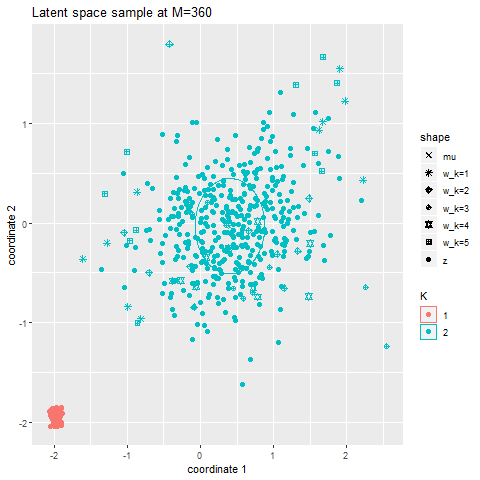 Latent space sample at M=360
coordinate 2
1
0
-1
-2
-2
-1
0
1
2
coordinate 1
shape
mu
w_k=1
w_k=2
w_k=3
w_k=4
w_k=5
z
K
1
2